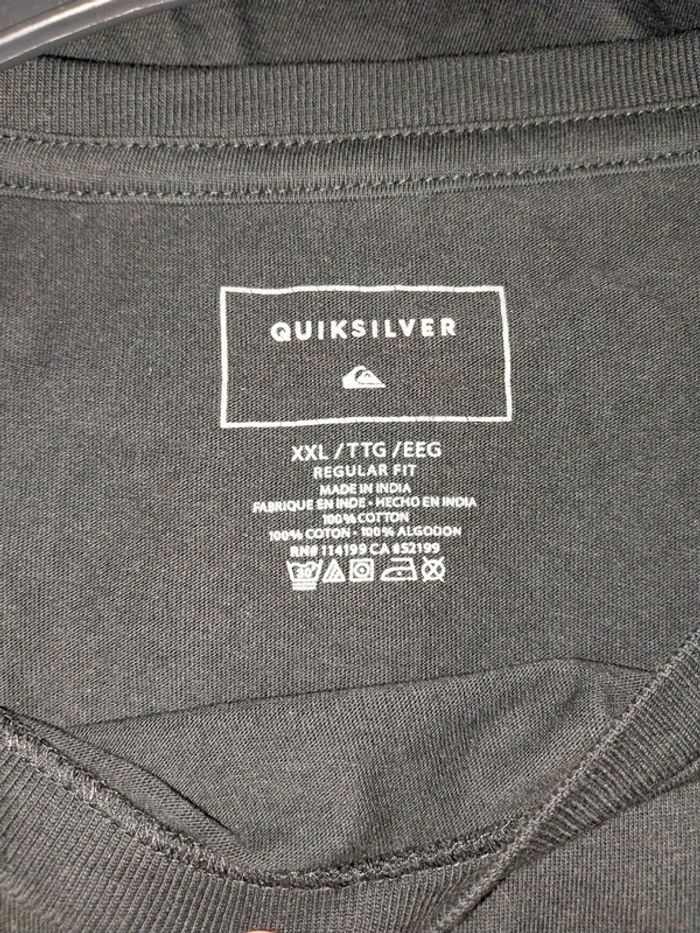 QUIKSILVER
XXL / TTG / EEG
REGULAR FIT
MADE IN INDIA
FABRIQUE EN INDE • HECHO EN INDIA
100% COTTON
100% COTON • 100% ALGODON
RN# 114199 CA #52199
30°